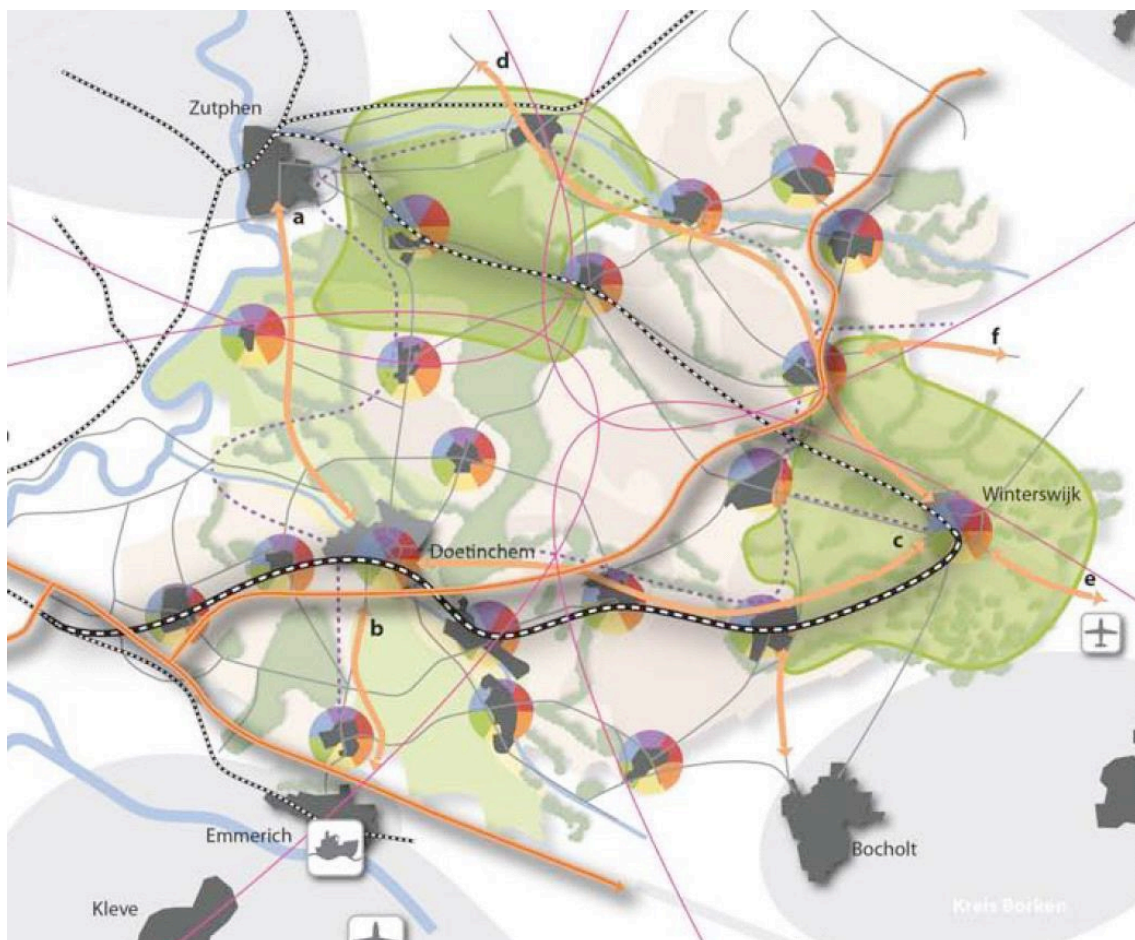 d
Zutphen
a
f
Winterswijk
c
Doetinchem
e
b
Emmerich
Bocholt
Kleve
Kreis Borken